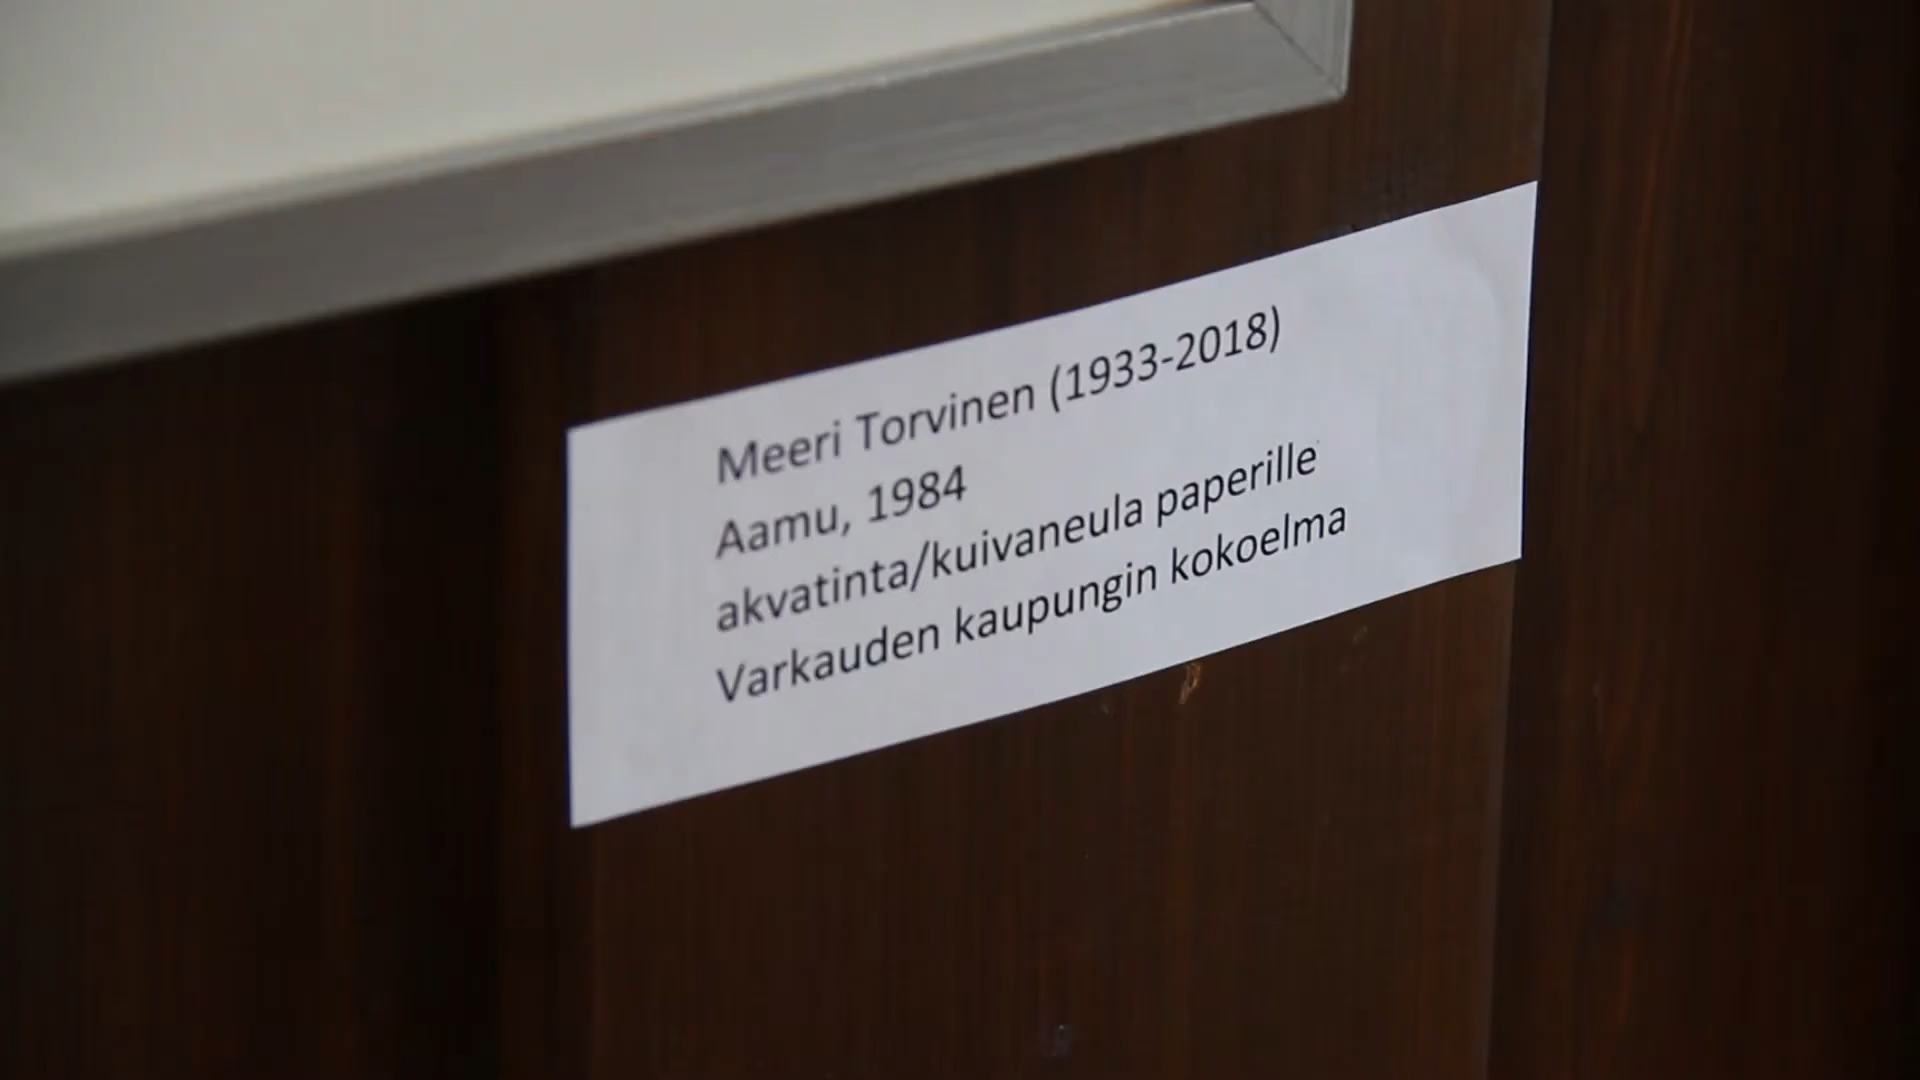 Meeri Torvinen (1933-2018)
Aamu, 1984
akvatinta/kuivaneula paperille
Varkauden kaupungin kokoelma